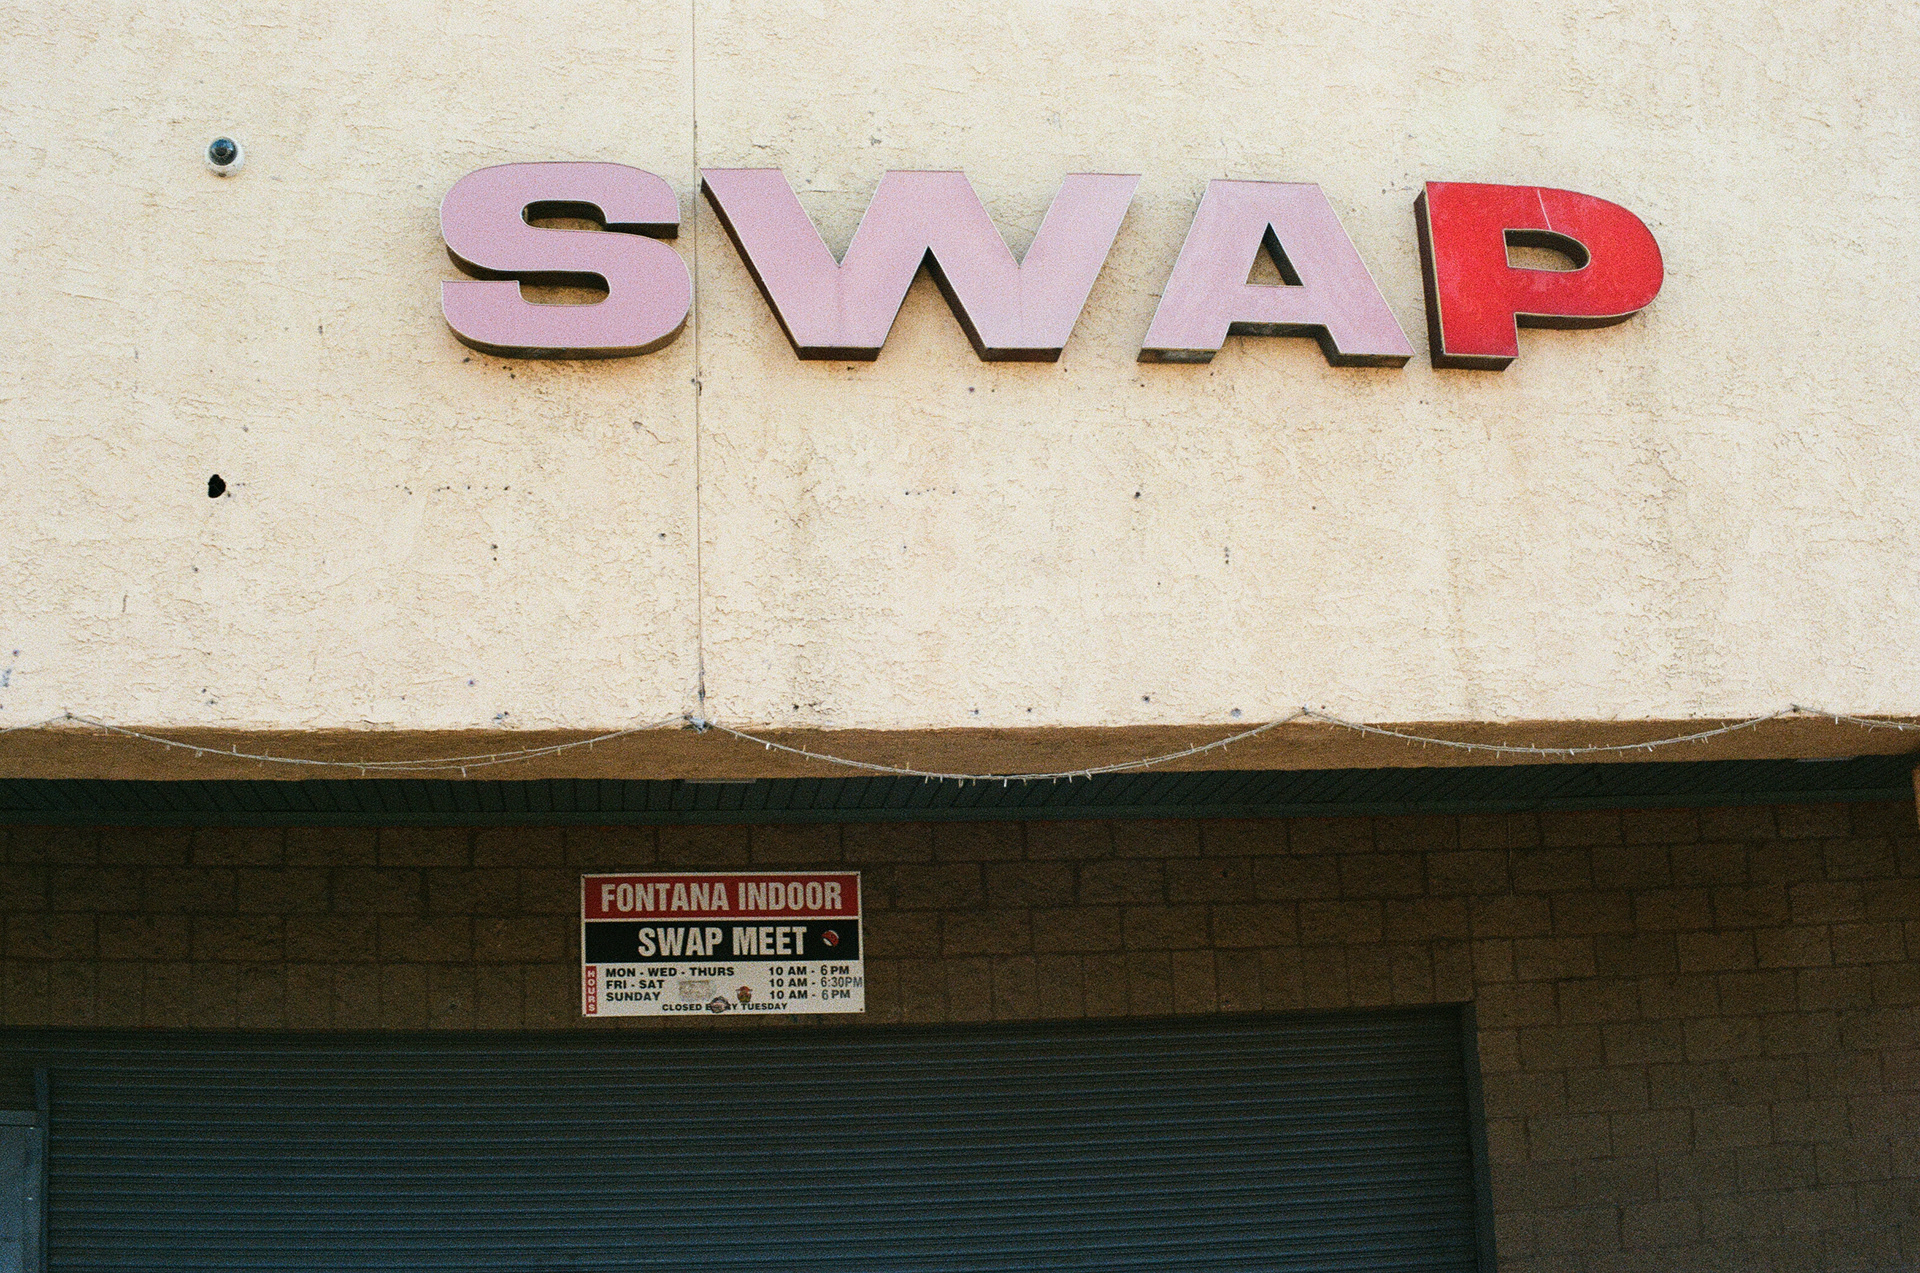 SWAP
FONTANA INDOOR
SWAP MEET
HOURS
MON - WED - THURS 10 AM - 6 PM
FRI - SAT 10 AM - 6:30PM
SUNDAY 10 AM - 6 PM
CLOSED TUESDAY